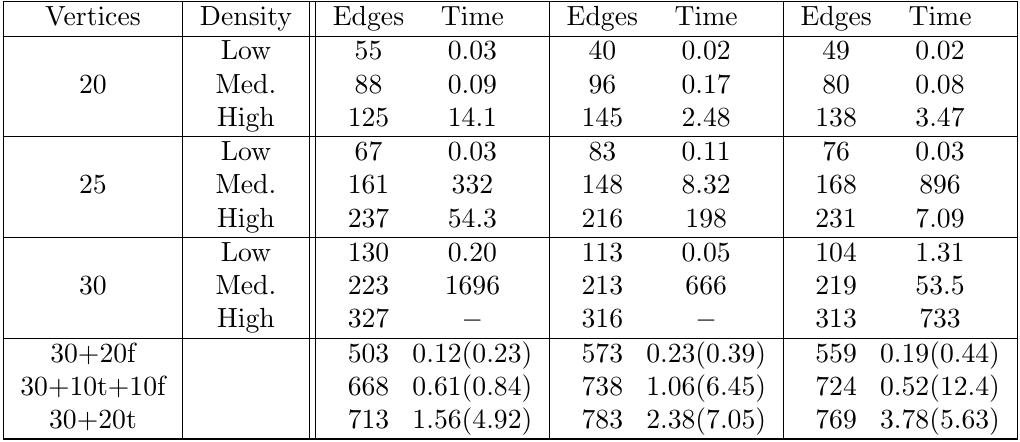 Vertices Density Edges Time Edges Time Edges Time
Low 55 0.03 40 0.02 49 0.02
20 Med. 88 0.09 96 0.17 80 0.08
High 125 14.1 145 2.48 138 3.47
Low 67 0.03 83 0.11 76 0.03
25 Med. 161 332 148 8.32 168 896
High 237 54.3 216 198 231 7.09
Low 130 0.20 113 0.05 104 1.31
30 Med. 223 1696 213 666 219 53.5
High 327 − 316 − 313 733
30+20f 503 0.12(0.23) 573 0.23(0.39) 559 0.19(0.44)
30+10t+10f 668 0.61(0.84) 738 1.06(6.45) 724 0.52(12.4)
30+20t 713 1.56(4.92) 783 2.38(7.05) 769 3.78(5.63)